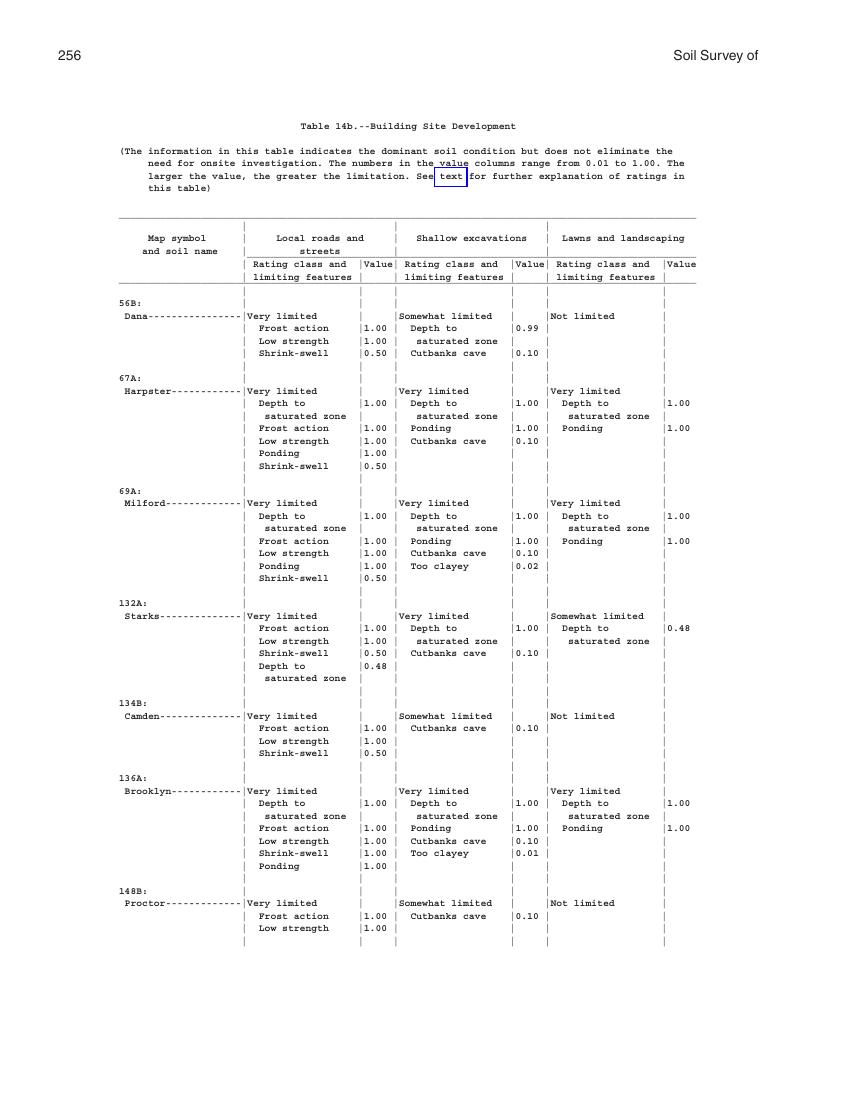 256 Soil Survey of
Table 14b.--Building Site Development
(The information in this table indicates the dominant soil condition but does not eliminate the
need for onsite investigation. The numbers in the value columns range from 0.01 to 1.00. The
larger the value, the greater the limitation. See text for further explanation of ratings in
this table)
Map symbol | Local roads and | Shallow excavations | Lawns and landscaping
and soil name | streets
Rating class and |Value| Rating class and |Value| Rating class and |Value
limiting features | | limiting features | | limiting features |
56B:
Dana---------------|Very limited | |Somewhat limited | |Not limited |
Frost action |1.00 | Depth to |0.99 |
Low strength |1.00 | saturated zone | |
Shrink-swell |0.50 | Cutbanks cave |0.10 |
67A:
Harpster-----------|Very limited | |Very limited | |Very limited |
Depth to |1.00 | Depth to |1.00 | Depth to |1.00
saturated zone | | saturated zone | | saturated zone |
Frost action |1.00 | Ponding |1.00 | Ponding |1.00
Low strength |1.00 | Cutbanks cave |0.10 |
Ponding |1.00 |
Shrink-swell |0.50 |
69A:
Milford------------|Very limited | |Very limited | |Very limited |
Depth to |1.00 | Depth to |1.00 | Depth to |1.00
saturated zone | | saturated zone | | saturated zone |
Frost action |1.00 | Ponding |1.00 | Ponding |1.00
Low strength |1.00 | Cutbanks cave |0.10 |
Ponding |1.00 | Too clayey |0.02 |
Shrink-swell |0.50 |
132A:
Starks-------------|Very limited | |Very limited | |Somewhat limited |
Frost action |1.00 | Depth to |1.00 | Depth to |0.48
Low strength |1.00 | saturated zone | | saturated zone |
Shrink-swell |0.50 | Cutbanks cave |0.10 |
Depth to |0.48 |
saturated zone | |
134B:
Camden-------------|Very limited | |Somewhat limited | |Not limited |
Frost action |1.00 | Cutbanks cave |0.10 |
Low strength |1.00 |
Shrink-swell |0.50 |
136A:
Brooklyn-----------|Very limited | |Very limited | |Very limited |
Depth to |1.00 | Depth to |1.00 | Depth to |1.00
saturated zone | | saturated zone | | saturated zone |
Frost action |1.00 | Ponding |1.00 | Ponding |1.00
Low strength |1.00 | Cutbanks cave |0.10 |
Shrink-swell |1.00 | Too clayey |0.01 |
Ponding |1.00 |
148B:
Proctor------------|Very limited | |Somewhat limited | |Not limited |
Frost action |1.00 | Cutbanks cave |0.10 |
Low strength |1.00 |